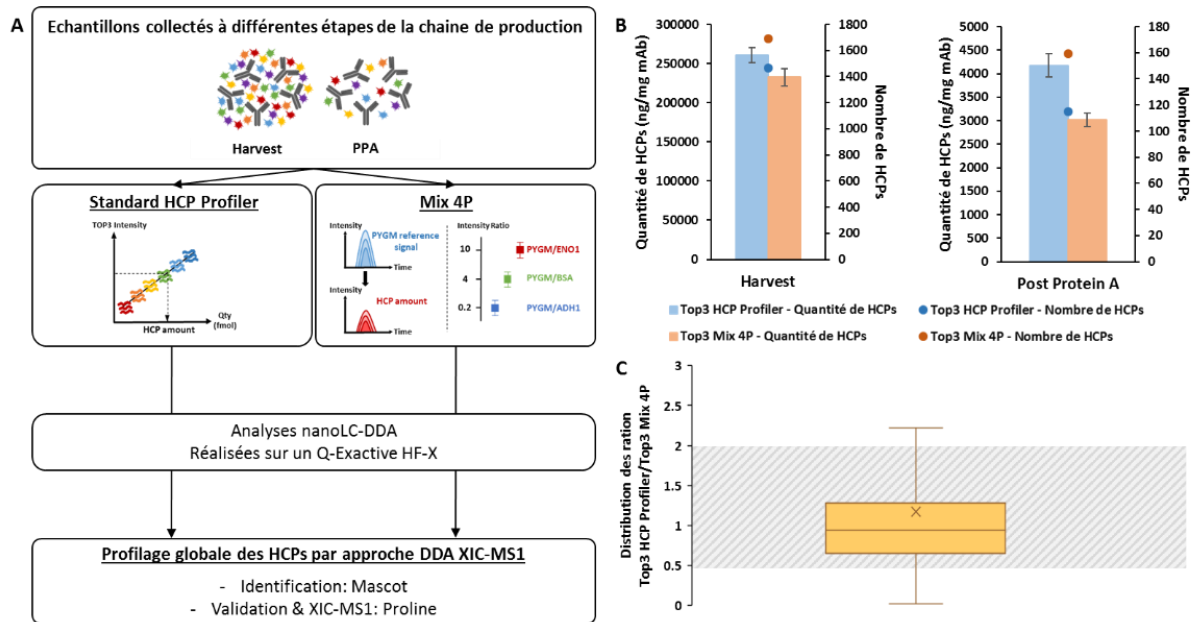 A
Echantillons collectés à différentes étapes de la chaine de production
Harvest
PPA
Standard HCP Profiler
TOP3 Intensity
HCP amount
Qty
(fmol)
Mix 4P
Intensity
PYGM reference
signal
Time
Intensity
HCP amount
Time
Intensity Ratio
10
4
0.2
PYGM/ENO1
PYGM/BSA
PYGM/ADH1
Analyses nanoLC-DDA
Réalisées sur un Q-Exactive HF-X
Profilage globale des HCPs par approche DDA XIC-MS1
- Identification: Mascot
- Validation & XIC-MS1: Proline
B
Quantité de HCPs (ng/mg mAb)
300000
250000
200000
150000
100000
50000
0
1800
1600
1400
1200
1000
800
600
400
200
0
Nombre de HCPs
Harvest
Quantité de HCPs (ng/mg mAb)
5000
4500
4000
3500
3000
2500
2000
1500
1000
500
0
180
160
140
120
100
80
60
40
20
0
Nombre de HCPs
Post Protein A
Top3 HCP Profiler - Quantité de HCPs
Top3 HCP Profiler - Nombre de HCPs
Top3 Mix 4P - Quantité de HCPs
Top3 Mix 4P - Nombre de HCPs
C
Distribution des ration
Top3 HCP Profiler/Top3 Mix 4P
3
2.5
2
1.5
1
0.5
0